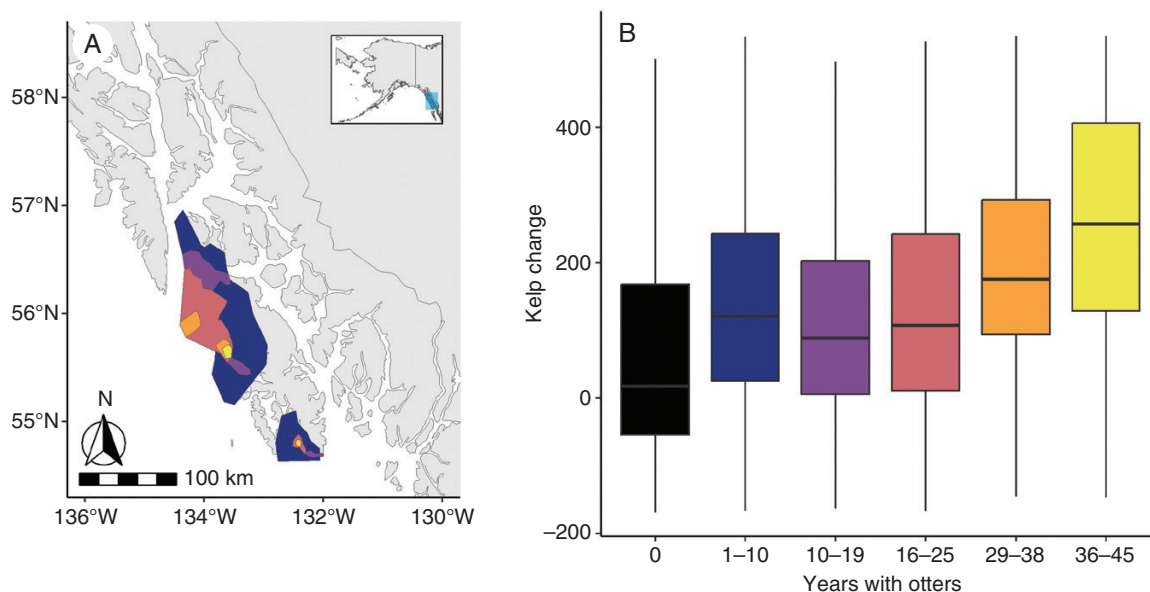 A
58°N
57°N
56°N
55°N
N
100 km
136°W 134°W 132°W 130°W
B
Kelp change
400
200
0
−200
0 1–10 10–19 16–25 29–38 36–45
Years with otters